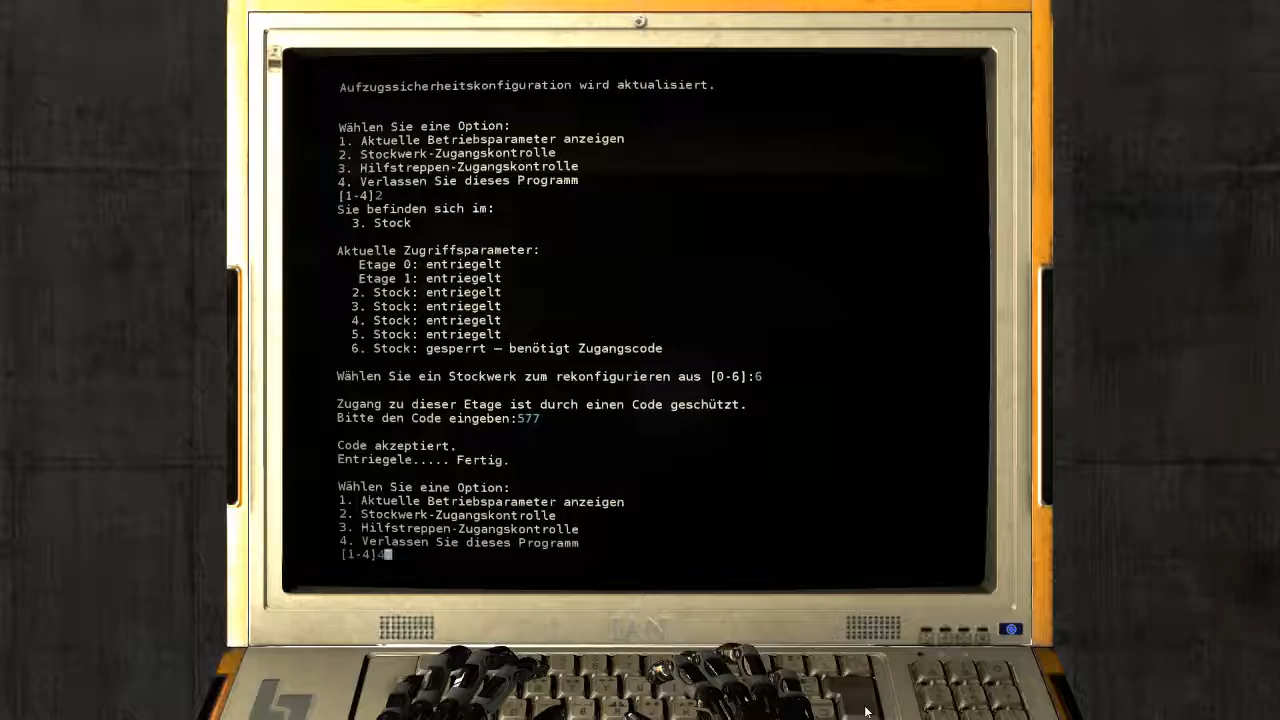 Aufzugssicherheitskonfiguration wird aktualisiert.
Wählen Sie eine Option:
1. Aktuelle Betriebsparameter anzeigen
2. Stockwerk-Zugangskontrolle
3. Hilfstreppen-Zugangskontrolle
4. Verlassen Sie dieses Programm
[1-4]2
Sie befinden sich im:
3. Stock
Aktuelle Zugriffsparameter:
Etage 0: entriegelt
Etage 1: entriegelt
2. Stock: entriegelt
3. Stock: entriegelt
4. Stock: entriegelt
5. Stock: entriegelt
6. Stock: gesperrt – benötigt Zugangscode
Wählen Sie ein Stockwerk zum rekonfigurieren aus [0-6]:6
Zugang zu dieser Etage ist durch einen Code geschützt.
Bitte den Code eingeben:577
Code akzeptiert.
Entriegele..... Fertig.
Wählen Sie eine Option:
1. Aktuelle Betriebsparameter anzeigen
2. Stockwerk-Zugangskontrolle
3. Hilfstreppen-Zugangskontrolle
4. Verlassen Sie dieses Programm
[1-4]4